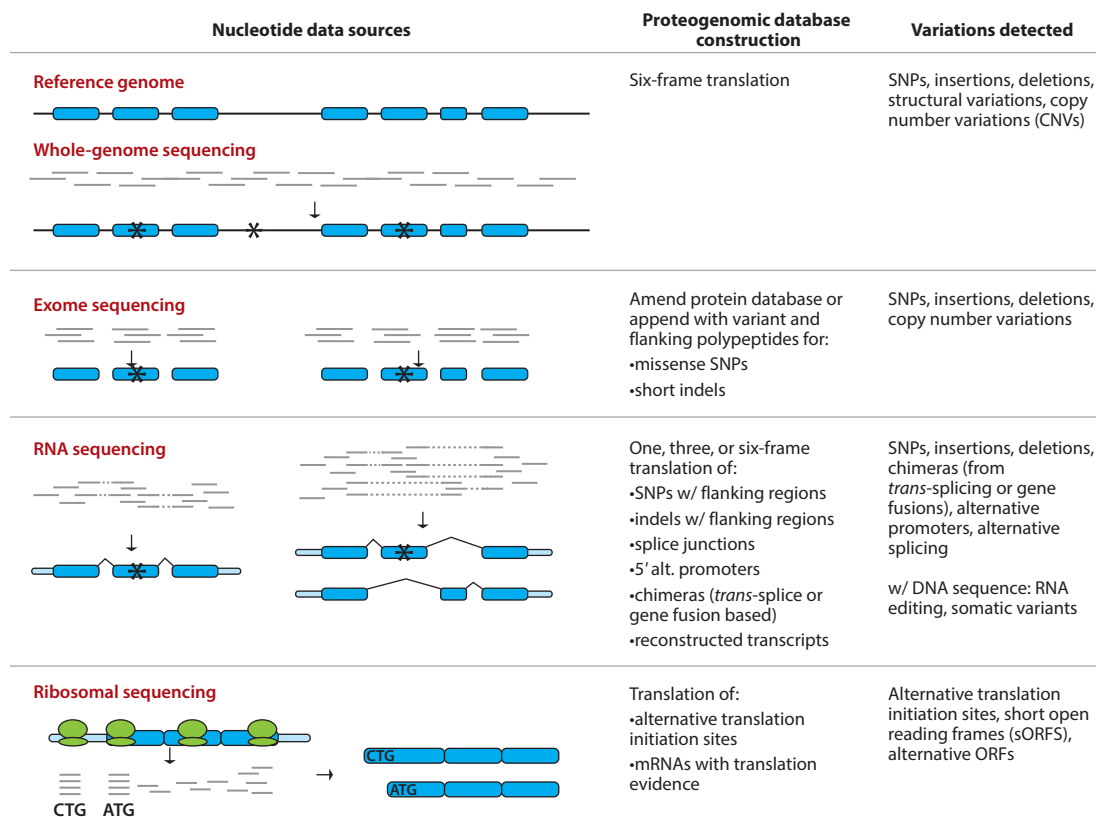 Nucleotide data sources
Proteogenomic database
construction
Variations detected
Reference genome
Six-frame translation
SNPs, insertions, deletions,
structural variations, copy
number variations (CNVs)
Whole-genome sequencing
Exome sequencing
Amend protein database or
append with variant and
flanking polypeptides for:
•missense SNPs
•short indels
SNPs, insertions, deletions,
copy number variations
RNA sequencing
One, three, or six-frame
translation of:
•SNPs w/ flanking regions
•indels w/ flanking regions
•splice junctions
•5′ alt. promoters
•chimeras (trans-splice or
gene fusion based)
•reconstructed transcripts
SNPs, insertions, deletions,
chimeras (from
trans-splicing or gene
fusions), alternative
promoters, alternative
splicing
w/ DNA sequence: RNA
editing, somatic variants
Ribosomal sequencing
CTG
ATG
CTG ATG
Translation of:
•alternative translation
initiation sites
•mRNAs with translation
evidence
Alternative translation
initiation sites, short open
reading frames (sORFS),
alternative ORFs